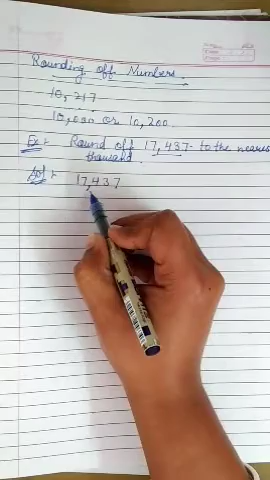 Rounding off Numbers.
10,217
10,000 or 10,200.
Ex:- Round off 17,437 to the nearest
thousand.
Sol:- 17,437